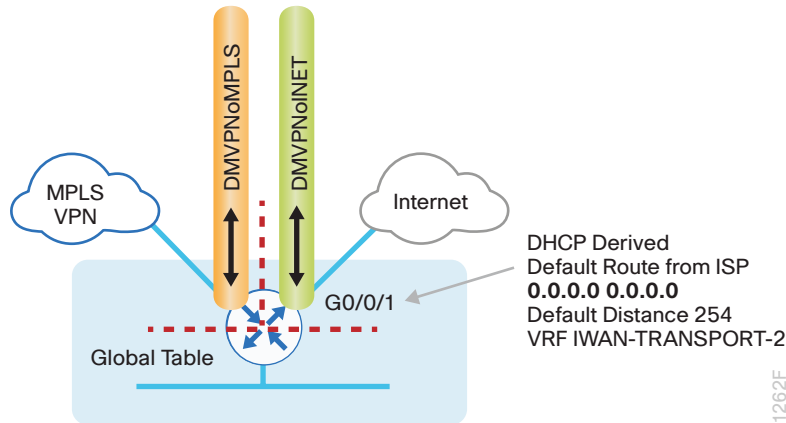 DMVPNoMPLS
DMVPNoINET
MPLS
VPN
Internet
DHCP Derived
Default Route from ISP
0.0.0.0 0.0.0.0
Default Distance 254
VRF IWAN-TRANSPORT-2
G0/0/1
Global Table
1262F